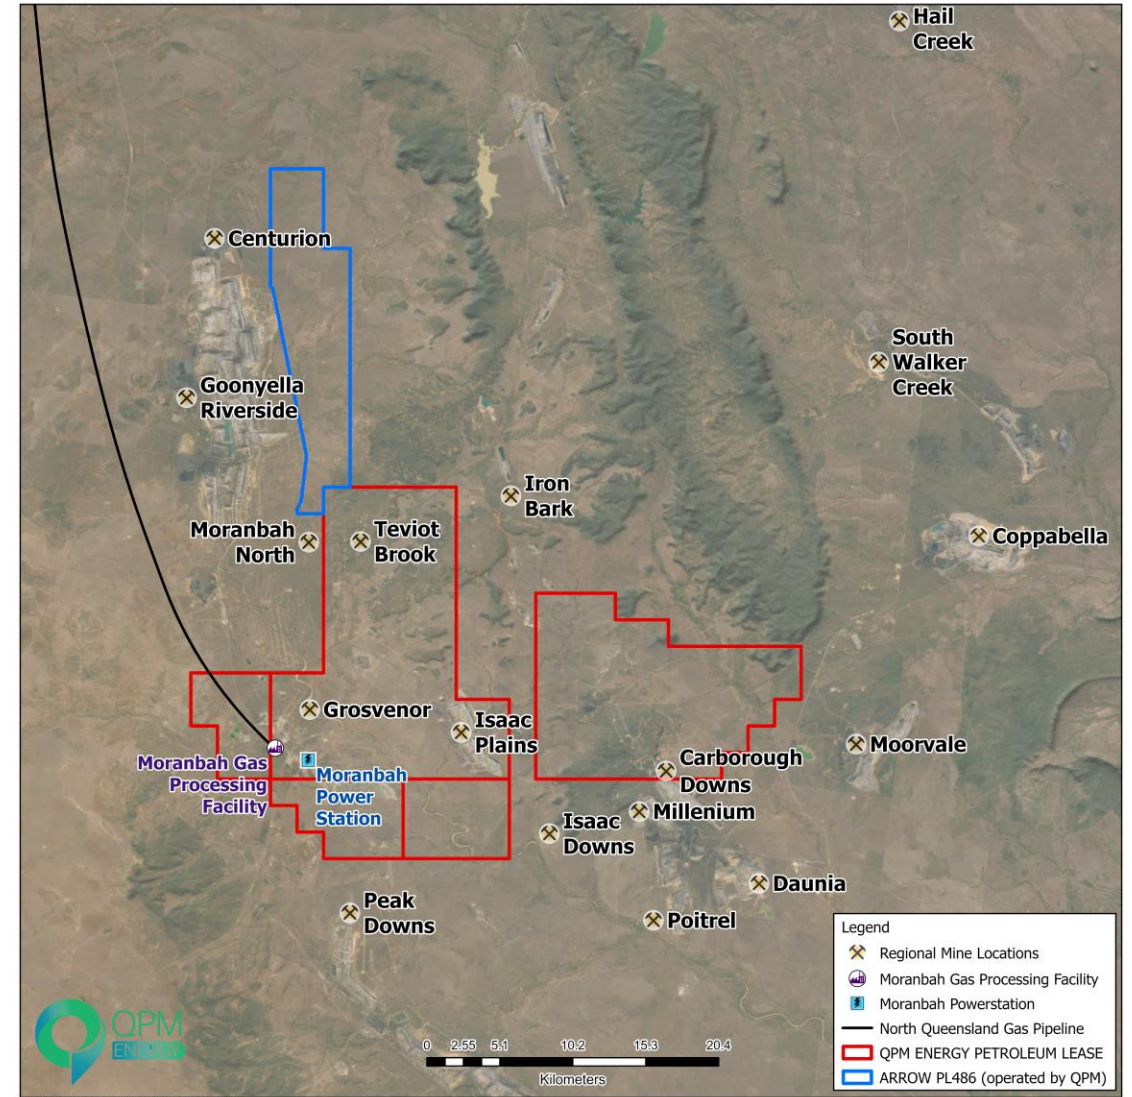 Hail
Creek
Centurion
South
Walker
Creek
Goonyella
Riverside
Iron
Bark
Moranbah
North
Teviot
Brook
Coppabella
Grosvenor
Isaac
Plains
Moorvale
Moranbah Gas
Processing
Facility
Moranbah
Power
Station
Carborough
Downs
Millenium
Isaac
Downs
Daunia
Peak
Downs
Poitrel
Legend
Regional Mine Locations
Moranbah Gas Processing Facility
Moranbah Powerstation
North Queensland Gas Pipeline
QPM ENERGY PETROLEUM LEASE
ARROW PL486 (operated by QPM)
QPM
ENERGY
0 2.55 5.1 10.2 15.3 20.4
Kilometers